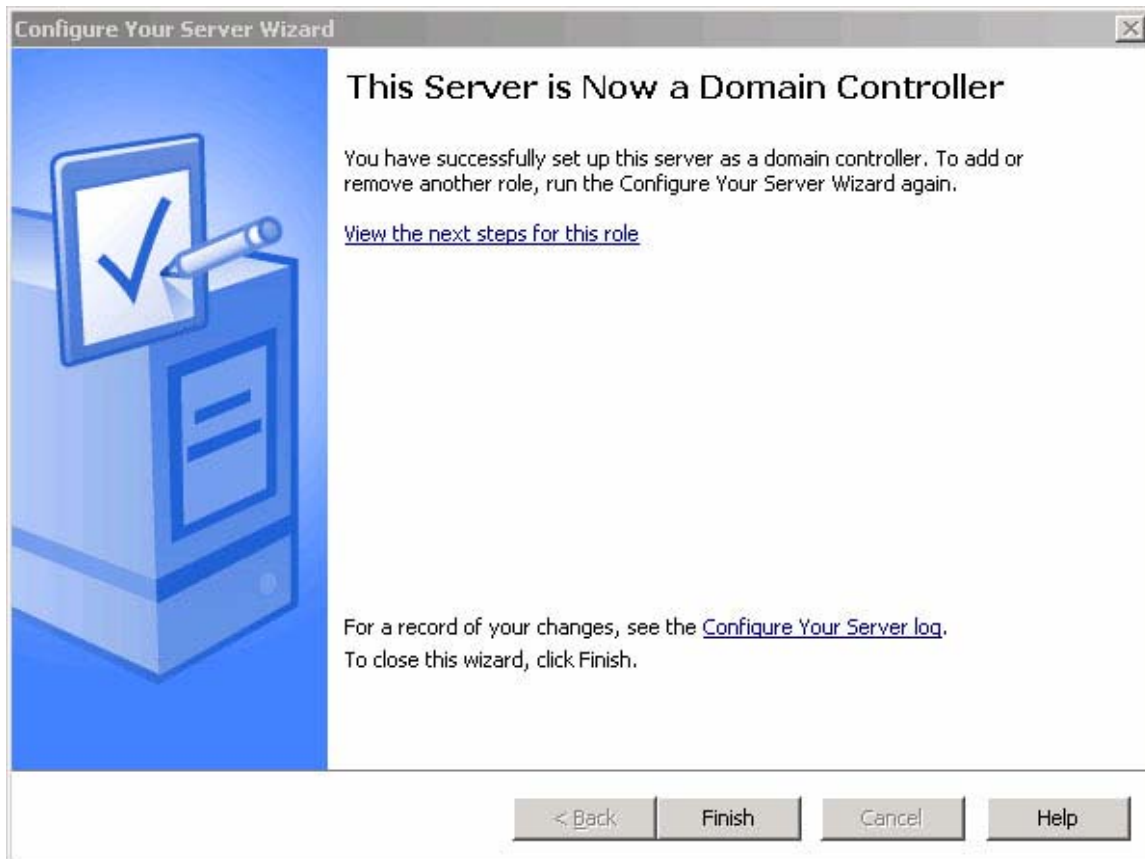 Configure Your Server Wizard
This Server is Now a Domain Controller
You have successfully set up this server as a domain controller. To add or
remove another role, run the Configure Your Server Wizard again.
View the next steps for this role
For a record of your changes, see the Configure Your Server log.
To close this wizard, click Finish.
< Back Finish Cancel Help